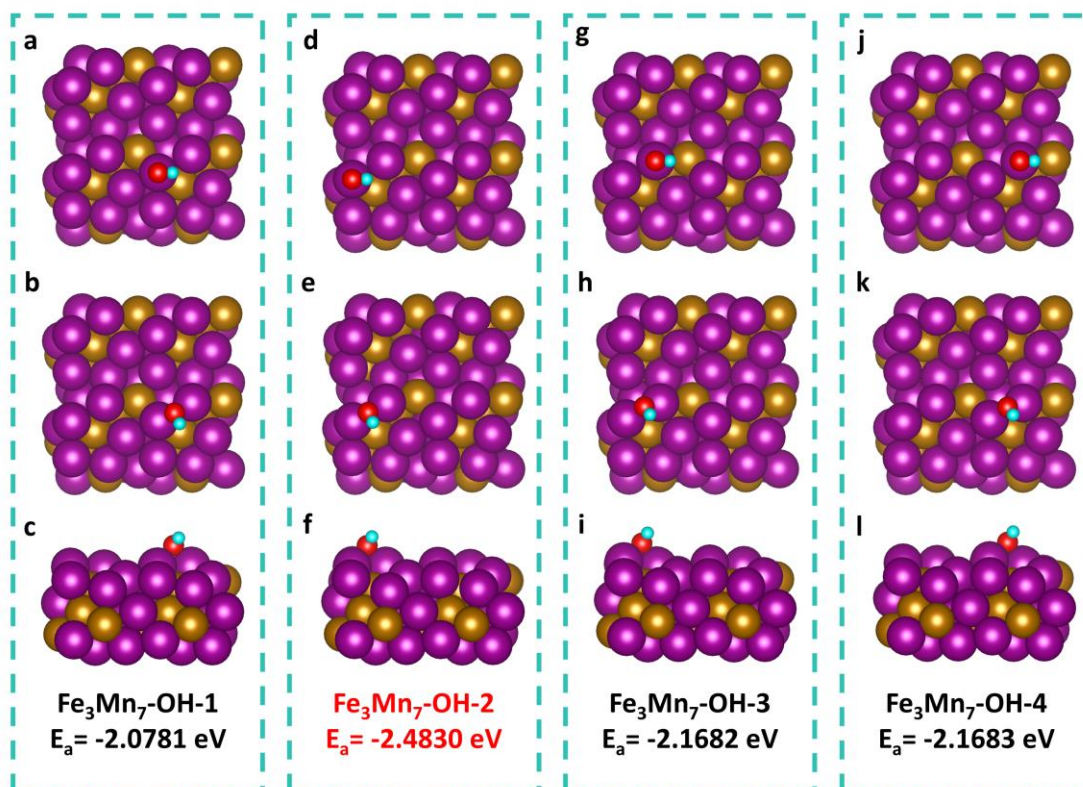 a
d
g
j
b
e
h
k
c
f
i
l
Fe₃Mn₇-OH-1
Eₐ= -2.0781 eV
Fe₃Mn₇-OH-2
Eₐ= -2.4830 eV
Fe₃Mn₇-OH-3
Eₐ= -2.1682 eV
Fe₃Mn₇-OH-4
Eₐ= -2.1683 eV